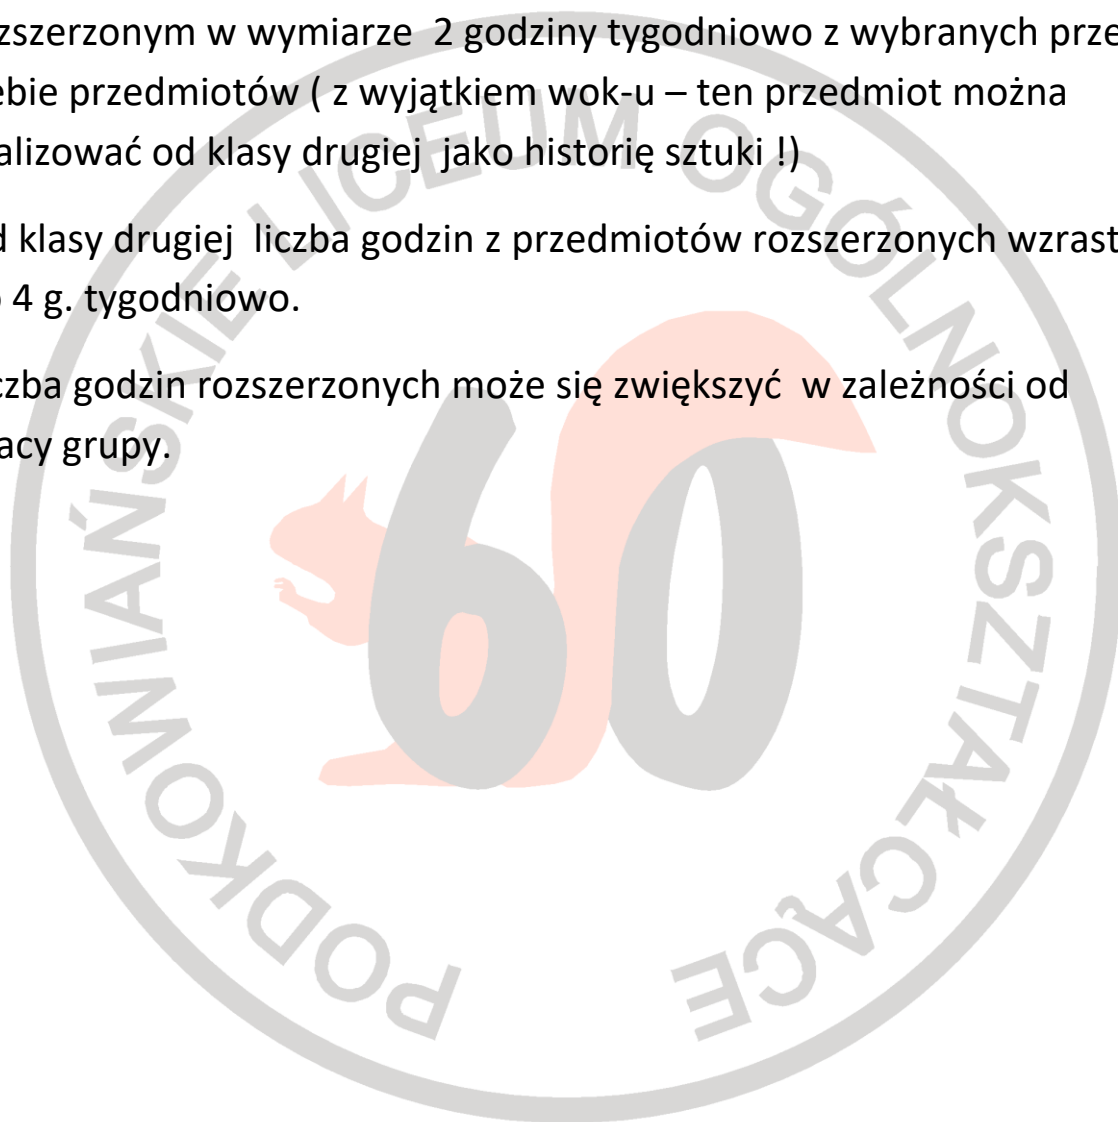 zszerzonym w wymiarze 2 godziny tygodniowo z wybranych prze
ebie przedmiotów ( z wyjątkiem wok-u – ten przedmiot można
alizować od klasy drugiej jako historię sztuki !)
d klasy drugiej liczba godzin z przedmiotów rozszerzonych wzrast
o 4 g. tygodniowo.
czba godzin rozszerzonych może się zwiększyć w zależności od
acy grupy.
PODKOWIAŃSKIE LICEUM OGÓLNOKSZTAŁCĄCE
60